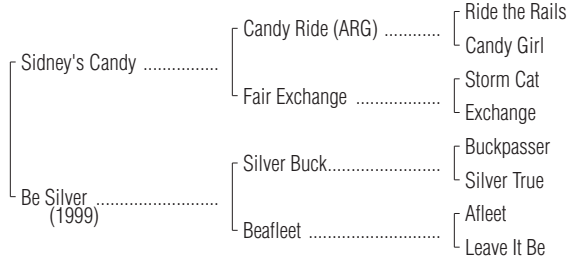 Ride the Rails
Candy Ride (ARG) ............
Candy Girl
Sidney's Candy ................
Storm Cat
Fair Exchange ..................
Exchange
Buckpasser
Silver Buck........................
Silver True
Be Silver ..........................
(1999)
Afleet
Beafleet ............................
Leave It Be